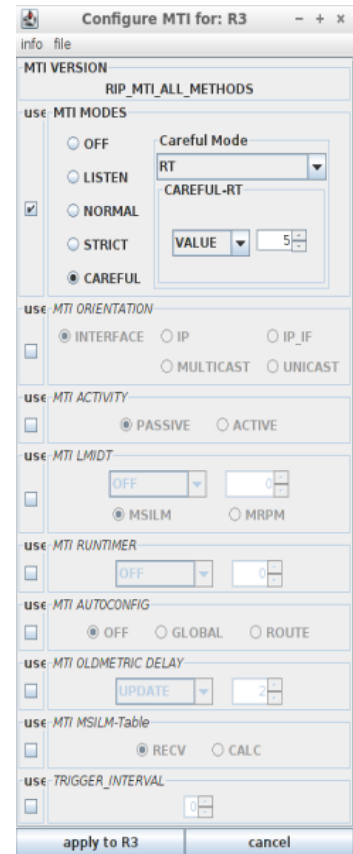 Configure MTI for: R3 - + x
info file
MTI VERSION
RIP_MTI_ALL_METHODS
use MTI MODES
OFF
LISTEN
NORMAL
STRICT
CAREFUL
Careful Mode
RT
CAREFUL-RT
VALUE 5
use MTI ORIENTATION
INTERFACE IP IP_IF
MULTICAST UNICAST
use MTI ACTIVITY
PASSIVE ACTIVE
use MTI LMIDT
OFF 0
MSILM MRPM
use MTI RUNTIMER
OFF 0
use MTI AUTOCONFIG
OFF GLOBAL ROUTE
use MTI OLDMETRIC DELAY
UPDATE 2
use MTI MSILM-Table
RECV CALC
use TRIGGER_INTERVAL
0
apply to R3 cancel